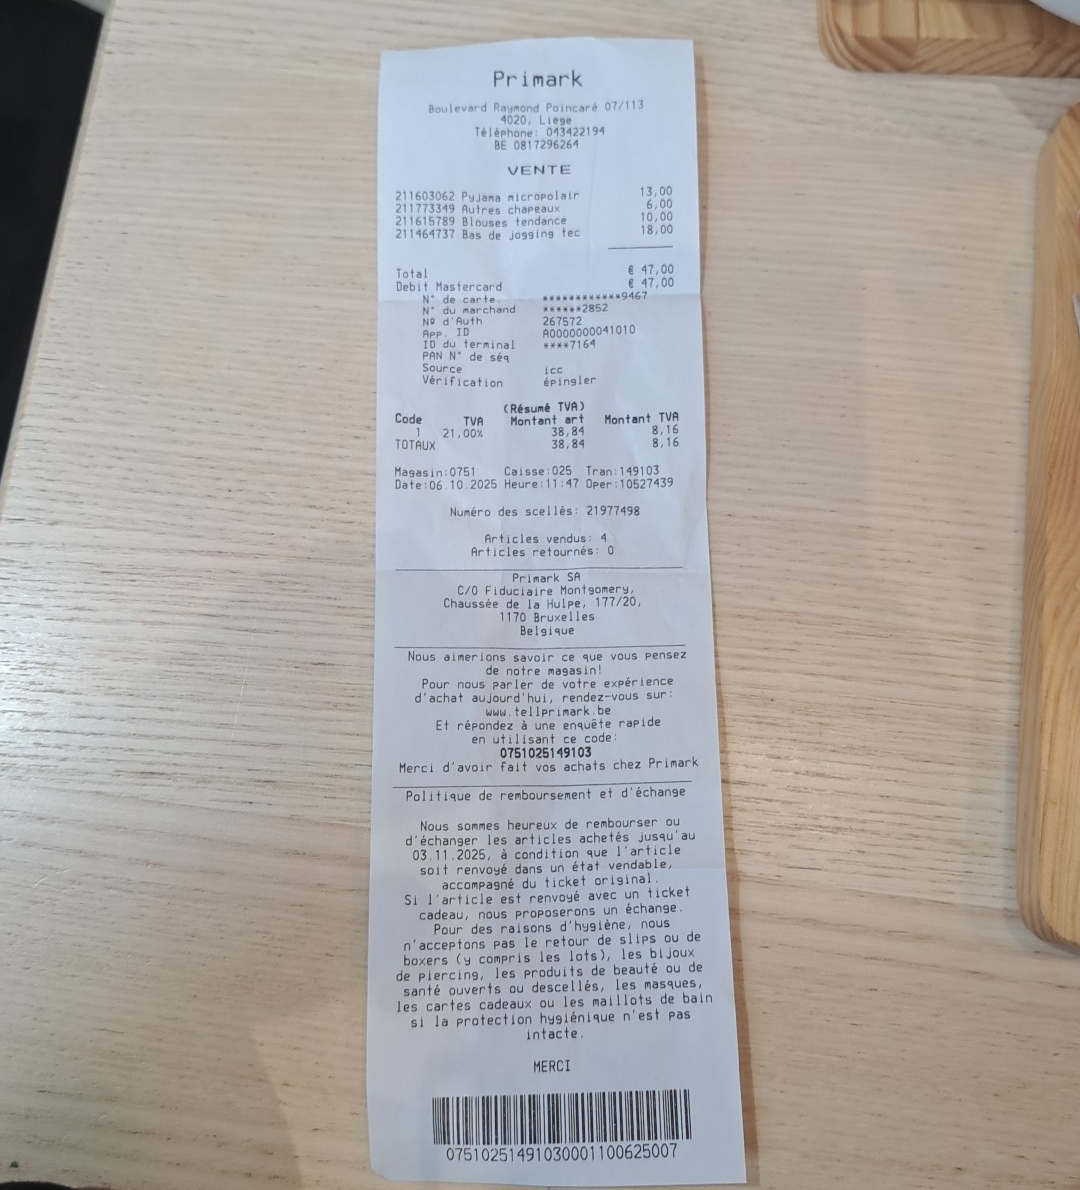 Primark
Boulevard Raymond Poincaré 07/113
4020, Liege
Téléphone: 043422194
BE 0817296264
VENTE
211603062 Pyjama micropolair 13,00
211773349 Autres chapeaux 6,00
211615789 Blouses tendance 10,00
211464737 Bas de jogging tec 18,00
Total € 47,00
Debit Mastercard € 47,00
N° de carte ************9467
N° du marchand ******2852
Nº d'Auth 267572
App. ID A0000000041010
ID du terminal ****7164
PAN N° de séq
Source icc
Vérification épingler
(Résumé TVA)
Code TVA Montant art Montant TVA
1 21,00% 38,84 8,16
TOTAUX 38,84 8,16
Magasin:0751 Caisse:025 Tran:149103
Date:06.10.2025 Heure:11:47 Oper:10527439
Numéro des scellés: 21977498
Articles vendus: 4
Articles retournés: 0
Primark SA
C/O Fiduciaire Montgomery,
Chaussée de la Hulpe, 177/20,
1170 Bruxelles
Belgique
Nous aimerions savoir ce que vous pensez
de notre magasin!
Pour nous parler de votre expérience
d'achat aujourd'hui, rendez-vous sur:
www.tellprimark.be
Et répondez à une enquête rapide
en utilisant ce code:
0751025149103
Merci d'avoir fait vos achats chez Primark
Politique de remboursement et d'échange
Nous sommes heureux de rembourser ou
d'échanger les articles achetés jusqu'au
03.11.2025, à condition que l'article
soit renvoyé dans un état vendable,
accompagné du ticket original.
Si l'article est renvoyé avec un ticket
cadeau, nous proposerons un échange.
Pour des raisons d'hygiène, nous
n'acceptons pas le retour de slips ou de
boxers (y compris les lots), les bijoux
de piercing, les produits de beauté ou de
santé ouverts ou descellés, les masques,
les cartes cadeaux ou les maillots de bain
si la protection hygiénique n'est pas
intacte.
MERCI
07510251491030001100625007